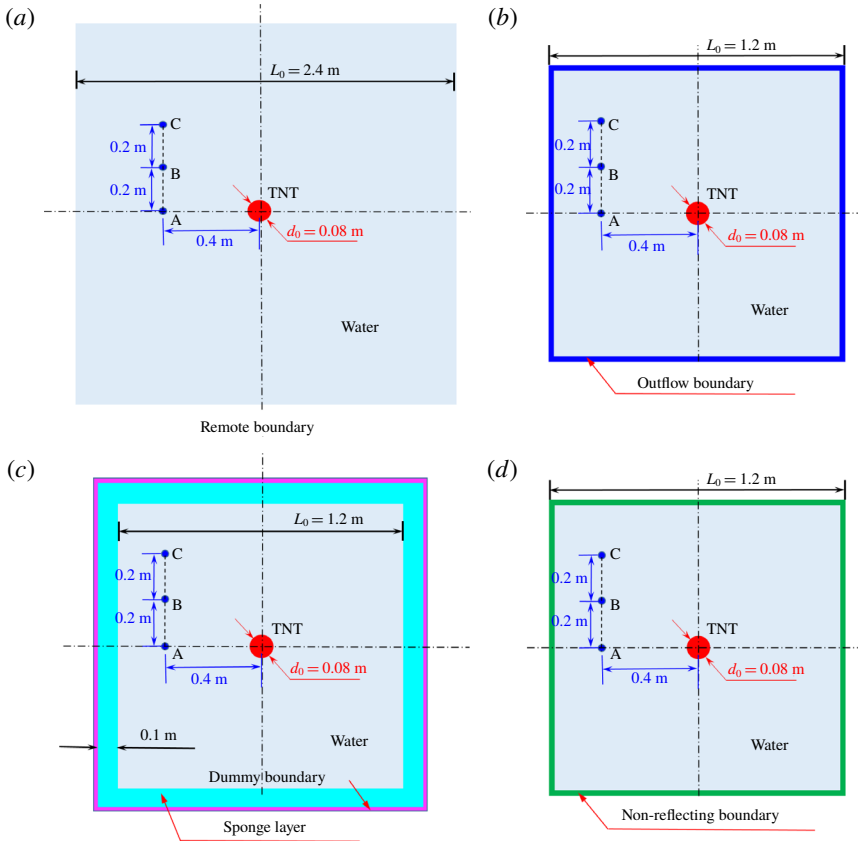 (a)
L₀ = 2.4 m
C
0.2 m
B
0.2 m
TNT
A
d₀ = 0.08 m
0.4 m
Water
Remote boundary
(b)
L₀ = 1.2 m
C
0.2 m
B
0.2 m
TNT
A
d₀ = 0.08 m
0.4 m
Water
Outflow boundary
(c)
L₀ = 1.2 m
C
0.2 m
B
0.2 m
TNT
A
d₀ = 0.08 m
0.4 m
0.1 m
Water
Dummy boundary
Sponge layer
(d)
L₀ = 1.2 m
C
0.2 m
B
0.2 m
TNT
A
d₀ = 0.08 m
0.4 m
Water
Non-reflecting boundary